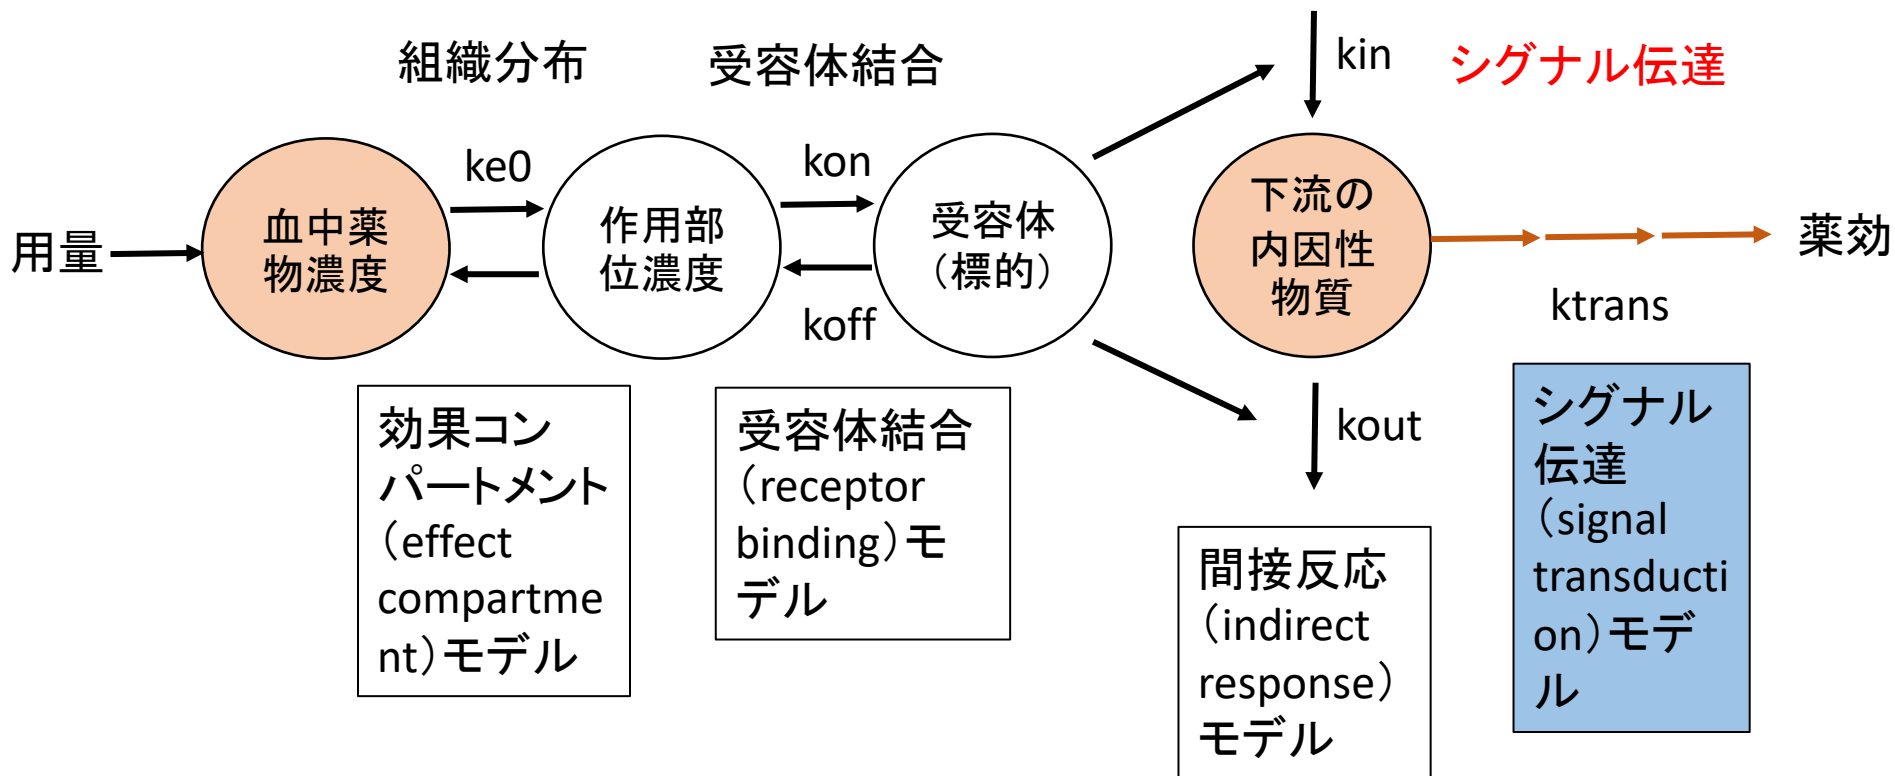 組織分布
受容体結合
kin
シグナル伝達
用量
血中薬
物濃度
ke0
作用部
位濃度
kon
koff
受容体
（標的）
下流の
内因性
物質
ktrans
薬効
kout
効果コン
パートメント
（effect
compartme
nt）モデル
受容体結合
（receptor
binding）モ
デル
間接反応
（indirect
response）
モデル
シグナル
伝達
（signal
transducti
on）モデ
ル